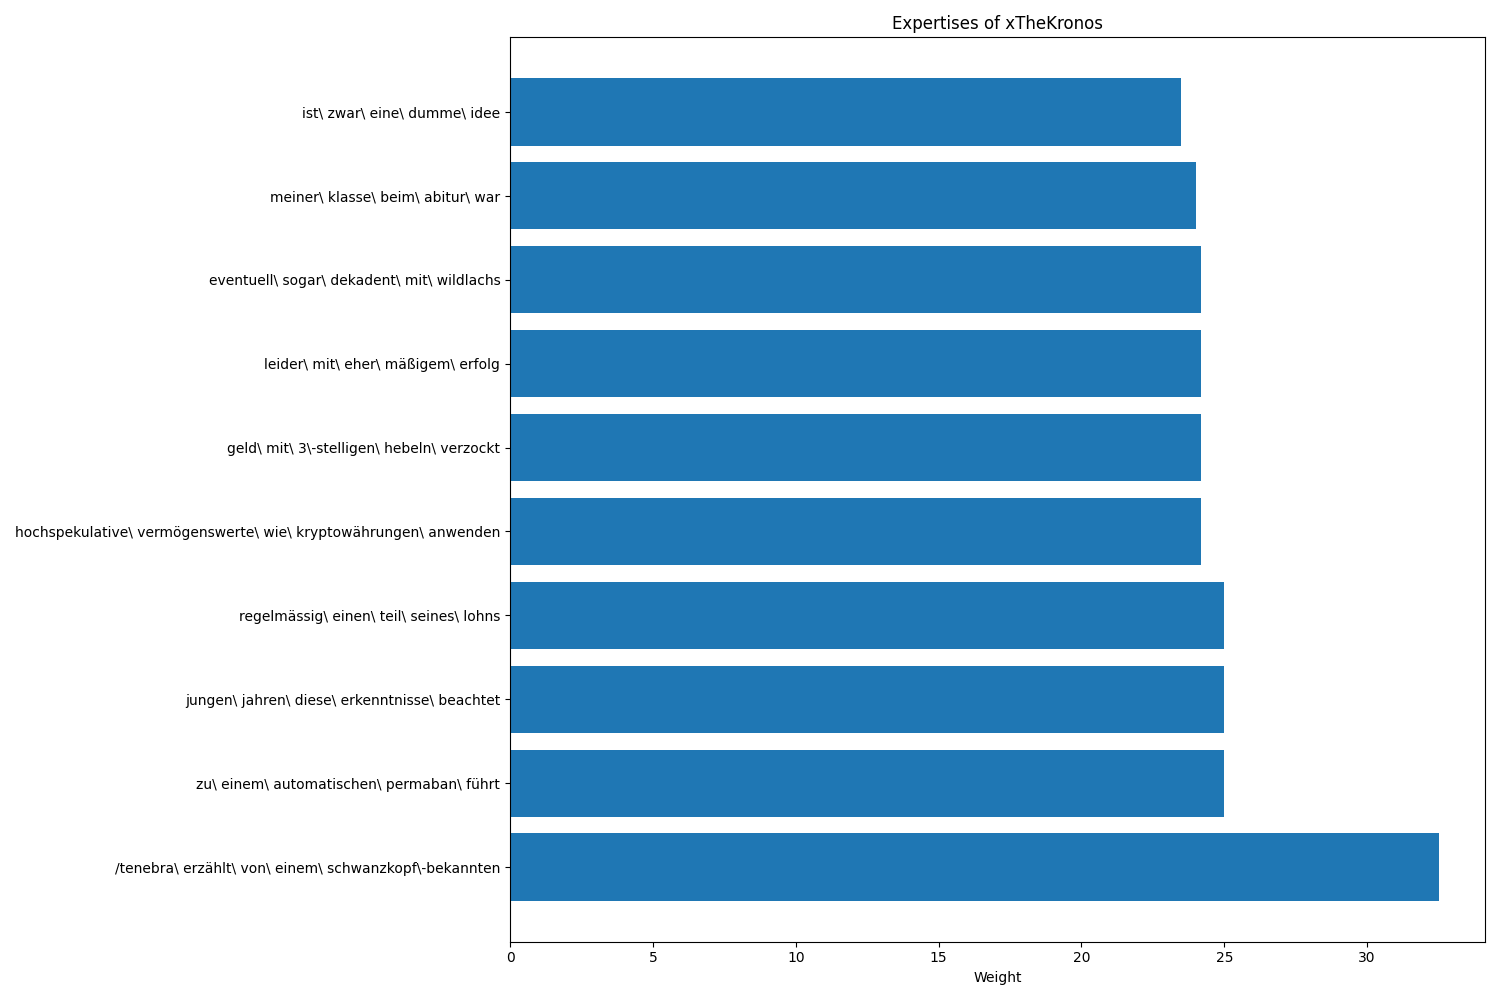 Expertises of xTheKronos
ist\ zwar\ eine\ dumme\ idee
meiner\ klasse\ beim\ abitur\ war
eventuell\ sogar\ dekadent\ mit\ wildlachs
leider\ mit\ eher\ mäßigem\ erfolg
geld\ mit\ 3\-stelligen\ hebeln\ verzockt
hochspekulative\ vermögenswerte\ wie\ kryptowährungen\ anwenden
regelmässig\ einen\ teil\ seines\ lohns
jungen\ jahren\ diese\ erkenntnisse\ beachtet
zu\ einem\ automatischen\ permaban\ führt
/tenebra\ erzählt\ von\ einem\ schwanzkopf\-bekannten
0 5 10 15 20 25 30
Weight